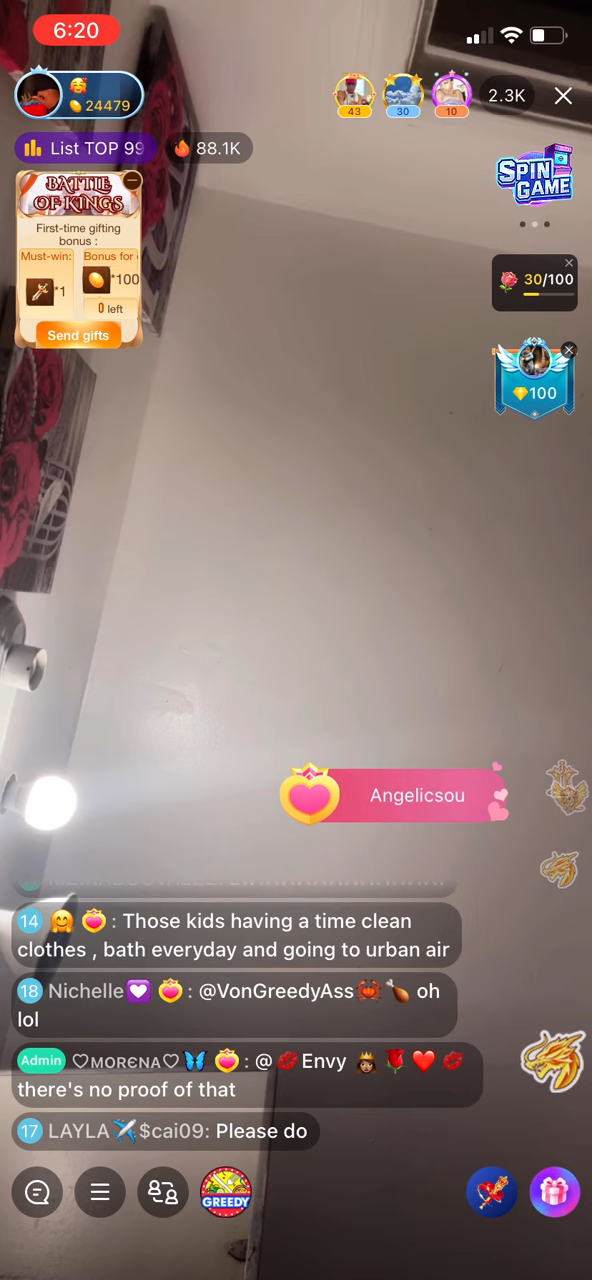 6:20
🥰
24479
43
30
10
2.3K
List TOP 99
88.1K
BATTLE
OF KINGS
First-time gifting
bonus :
Must-win:
Bonus for
*1
*100
0 left
Send gifts
SPIN
GAME
30/100
100
Angelicsou
14 🤗 : Those kids having a time clean
clothes , bath everyday and going to urban air
18 Nichelle💟 : @VonGreedyAss🦀🍗 oh
lol
Admin ♡ᴍᴏʀєɴᴀ♡🦋 : @💋Envy 👸🏽🌹❤️💋
there's no proof of that
17 LAYLA✈️$cai09: Please do
GREEDY